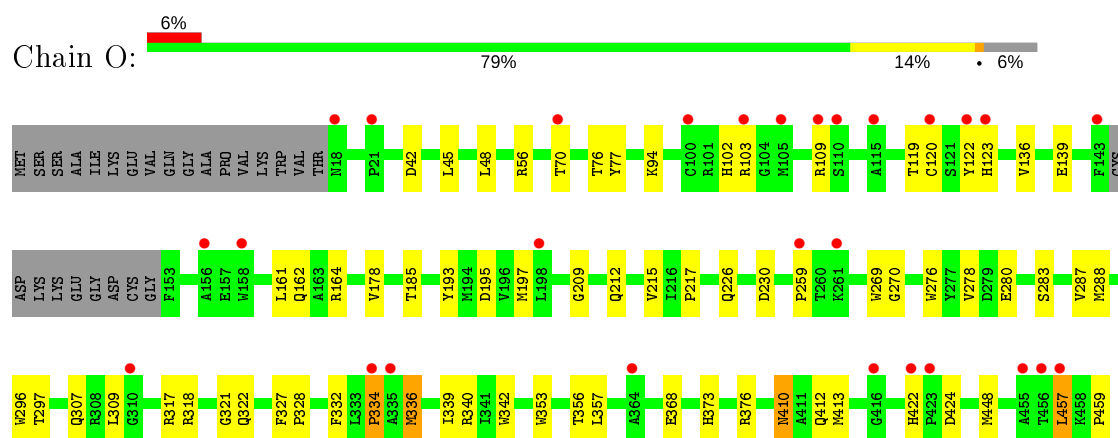 6%
Chain O:
79% 14% • 6%
MET SER SER ALA ILE LYS GLU VAL GLN GLY ALA PRO VAL LYS TRP VAL THR N18 P21 D42 L45 L48 R56 T70 T76 Y77 K94 C100 R101 H102 R103 G104 M105 R109 S110 A115 T119 C120 S121 Y122 H123 V136 E139 F143 CYS
ASP LYS LYS SER GLU GLY ASP CYS GLY F153 A156 E157 W158 L161 Q162 A163 R164 V178 T185 Y193 M194 D195 V196 M197 L198 G209 Q212 V215 I216 P217 Q226 D230 P259 T260 K261 W269 G270 W276 Y277 V278 D279 E280 S283 V287 M288
W296 T297 Q307 R308 L309 G310 R317 R318 G321 Q322 F327 P328 F332 L333 P334 A335 M336 L339 R340 I341 W342 W353 T356 L357 A364 E368 H373 R376 N410 A411 Q412 M413 G416 H422 P423 D424 M448 A455 T456 L457 K458 P459